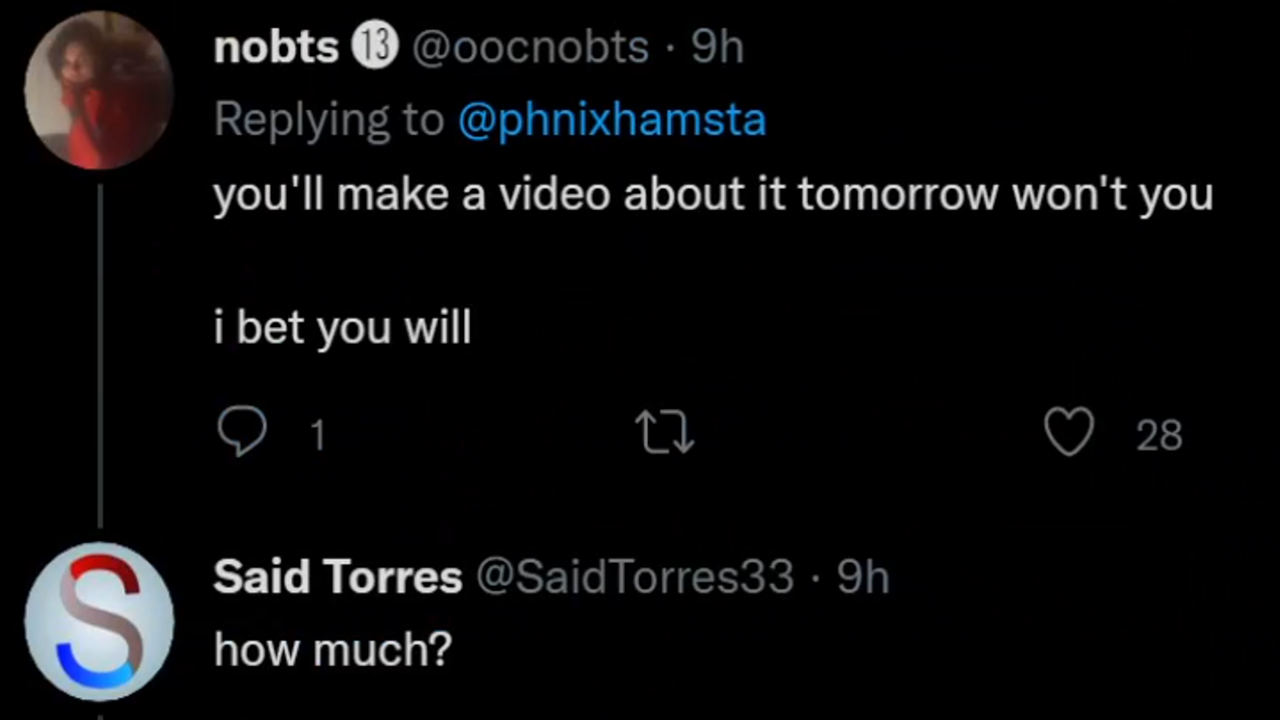 nobts ⓭ @oocnobts · 9h
Replying to @phnixhamsta
you'll make a video about it tomorrow won't you
i bet you will
1 28
Said Torres @SaidTorres33 · 9h
how much?